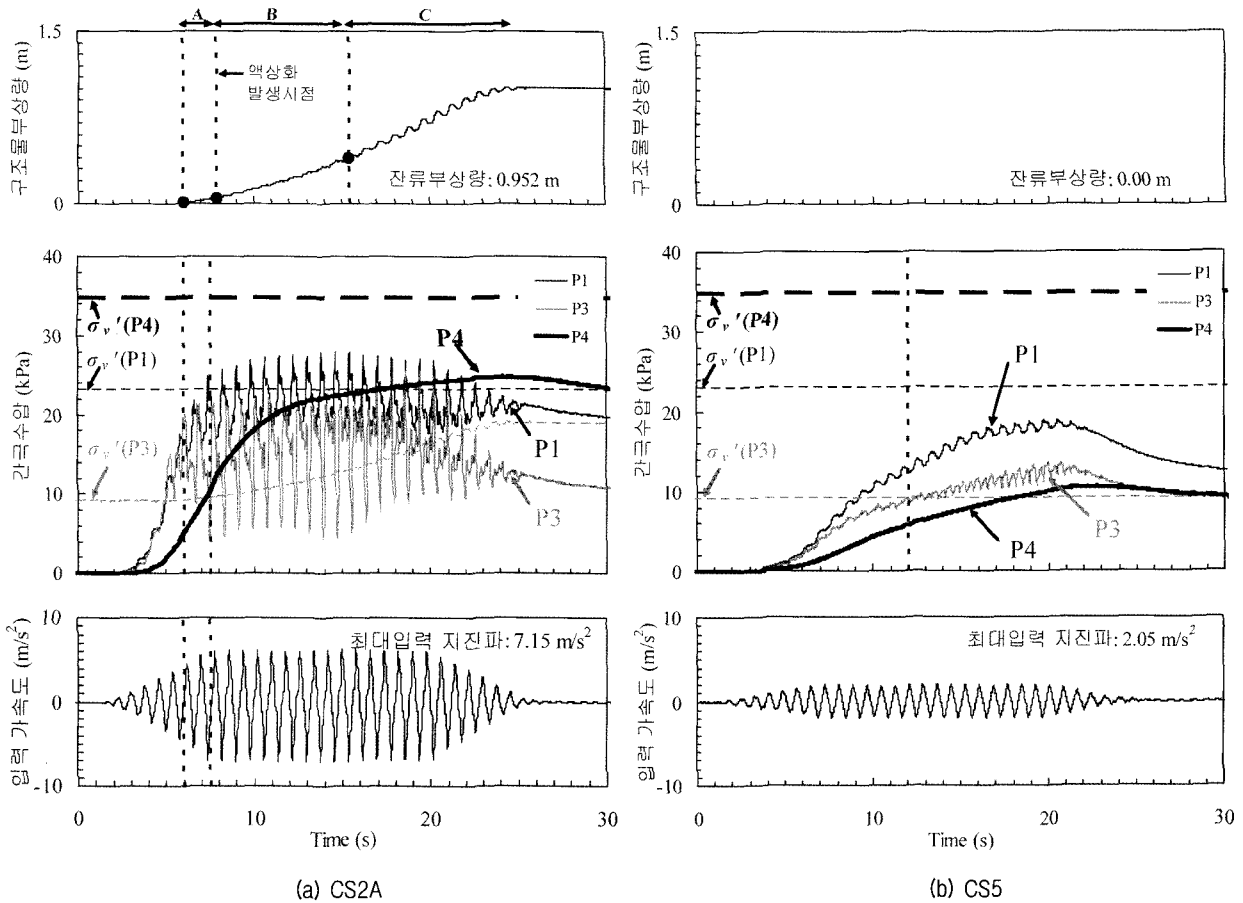 A
B
C
1.5
0
구조물부상량 (m)
액상화
발생시점
잔류부상량: 0.952 m
40
30
20
10
0
간극수압 (kPa)
P1
P3
P4
σv'(P4)
σv'(P1)
σv'(P3)
P4
P1
P3
10
0
-10
입력 가속도 (m/s²)
최대입력 지진파: 7.15 m/s²
0
10
20
30
Time (s)
(a) CS2A
1.5
0
구조물부상량 (m)
잔류부상량: 0.00 m
40
30
20
10
0
간극수압 (kPa)
P1
P3
P4
σv'(P4)
σv'(P1)
σv'(P3)
P1
P3
P4
10
0
-10
입력 가속도 (m/s²)
최대입력 지진파: 2.05 m/s²
0
10
20
30
Time (s)
(b) CS5